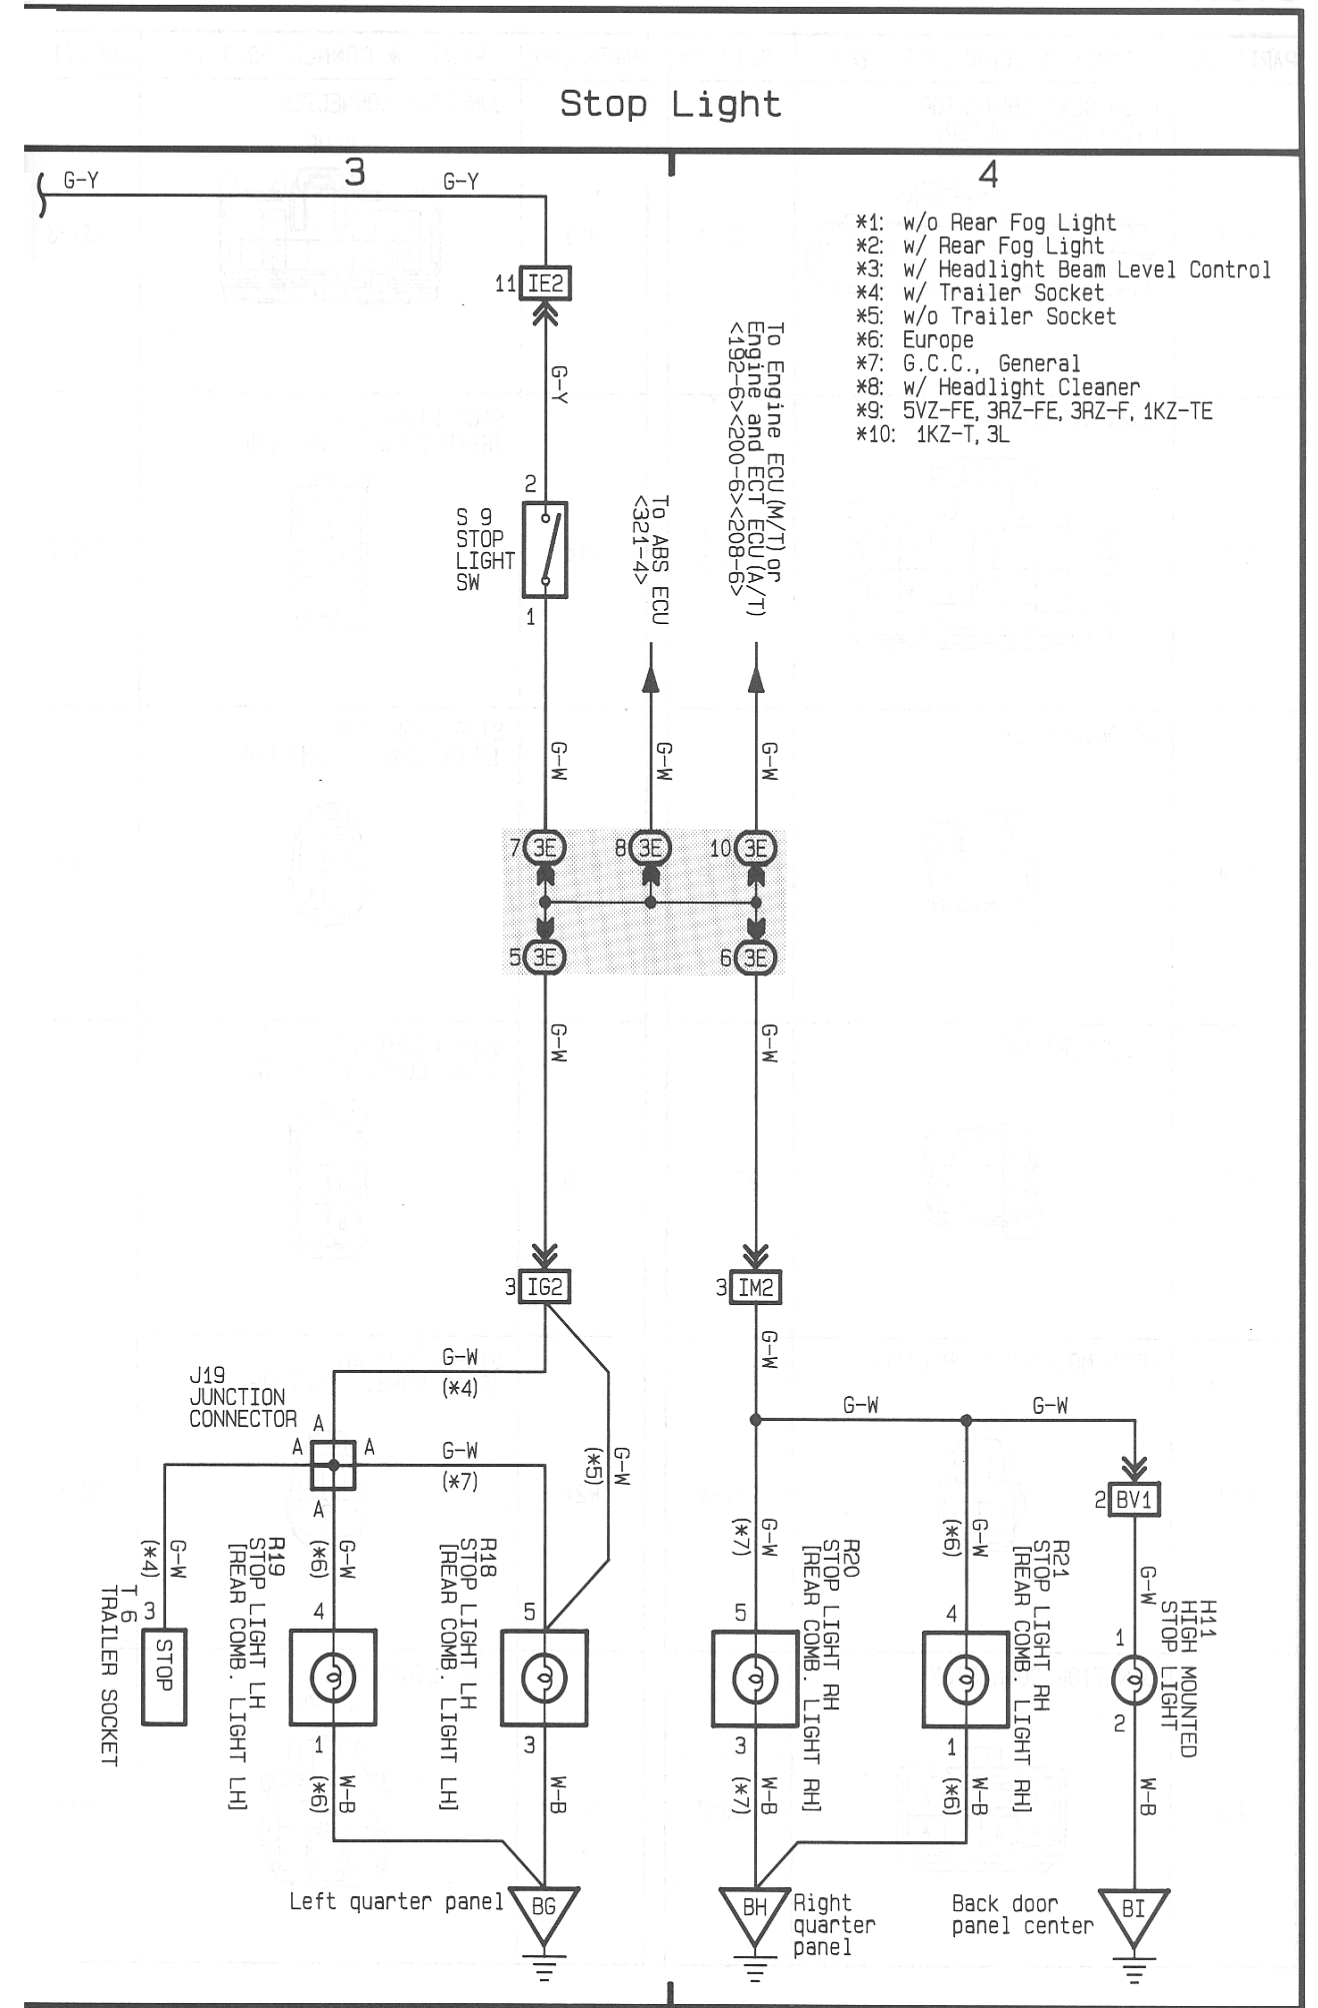 Stop Light
3
4
G-Y
G-Y
*1: w/o Rear Fog Light
*2: w/ Rear Fog Light
*3: w/ Headlight Beam Level Control
*4: w/ Trailer Socket
*5: w/o Trailer Socket
*6: Europe
*7: G.C.C., General
*8: w/ Headlight Cleaner
*9: 5VZ-FE, 3RZ-FE, 3RZ-F, 1KZ-TE
*10: 1KZ-T, 3L
11 IE2
G-Y
2
S 9
STOP
LIGHT
SW
1
To ABS ECU
<321-4>
To Engine ECU (M/T) or
Engine and ECT ECU (A/T)
<192-6><200-6><208-6>
G-W
G-W
G-W
7 3E
8 3E
10 3E
5 3E
6 3E
G-W
G-W
3 IG2
3 IM2
G-W
G-W
(*4)
J19
JUNCTION
CONNECTOR
A
A
A
A
G-W
(*7)
G-W
(*5)
G-W
G-W
2 BV1
G-W
(*4)
T 6
TRAILER SOCKET
3
STOP
R19
STOP LIGHT LH
[REAR COMB. LIGHT LH]
G-W
(*6)
4
1
W-B
(*6)
R18
STOP LIGHT LH
[REAR COMB. LIGHT LH]
5
3
W-B
G-W
(*7)
R20
STOP LIGHT RH
[REAR COMB. LIGHT RH]
5
3
W-B
(*7)
G-W
(*6)
R21
STOP LIGHT RH
[REAR COMB. LIGHT RH]
4
1
W-B
(*6)
G-W
H11
HIGH MOUNTED
STOP LIGHT
1
2
W-B
Left quarter panel
BG
BH
Right
quarter
panel
Back door
panel center
BI